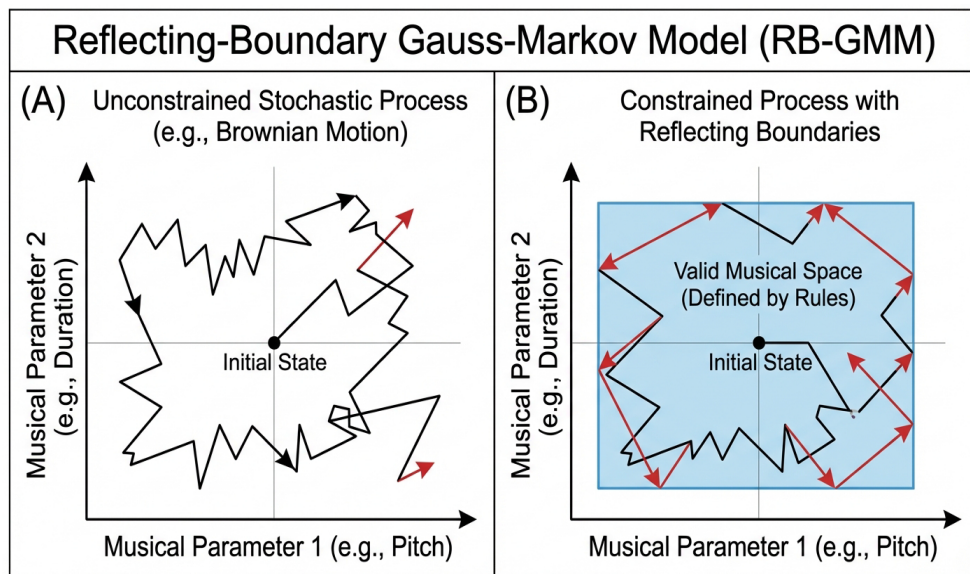 Reflecting-Boundary Gauss-Markov Model (RB-GMM)
(A)
Unconstrained Stochastic Process
(e.g., Brownian Motion)
Musical Parameter 2
(e.g., Duration)
Initial State
Musical Parameter 1 (e.g., Pitch)
(B)
Constrained Process with
Reflecting Boundaries
Musical Parameter 2
(e.g., Duration)
Valid Musical Space
(Defined by Rules)
Initial State
Musical Parameter 1 (e.g., Pitch)